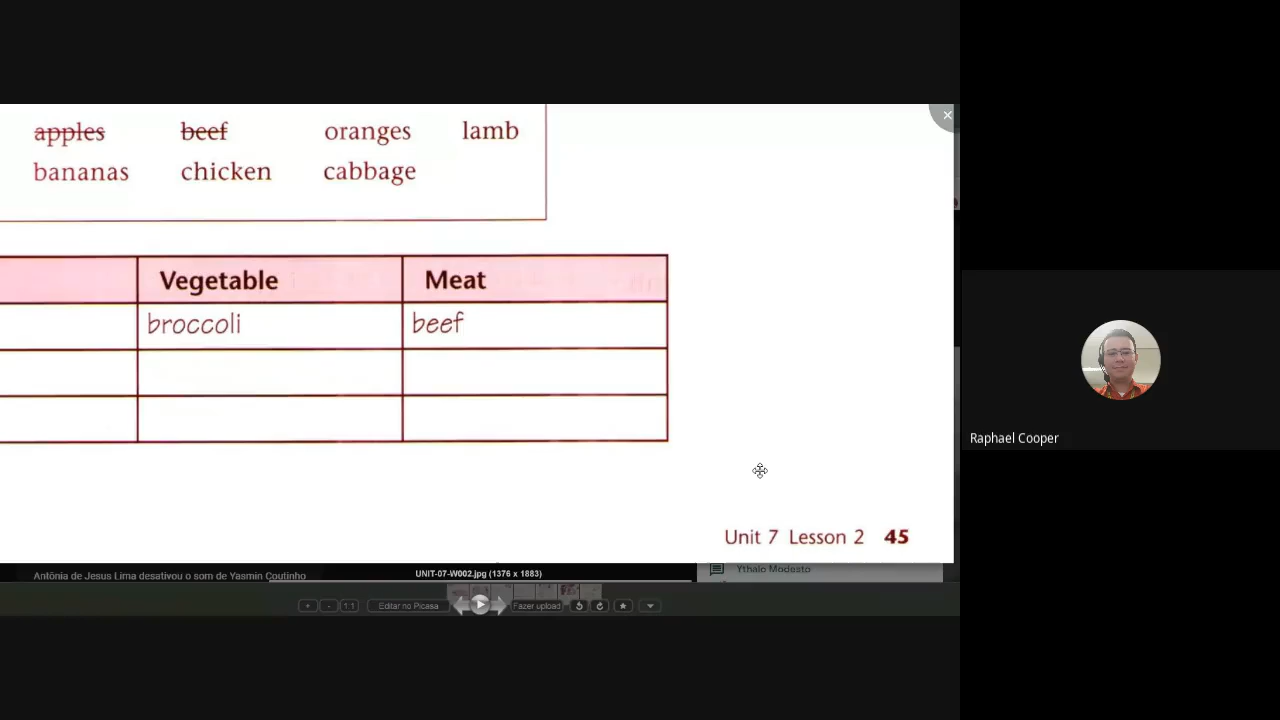 apples beef oranges lamb
bananas chicken cabbage
Vegetable Meat
broccoli beef
Raphael Cooper
Unit 7 Lesson 2 45
Antônia de Jesus Lima desativou o som de Yasmin Coutinho
UNIT-07-W002.jpg (1376 x 1883)
Ythalo Modesto
+ - 1:1 Editar no Picasa Fazer upload